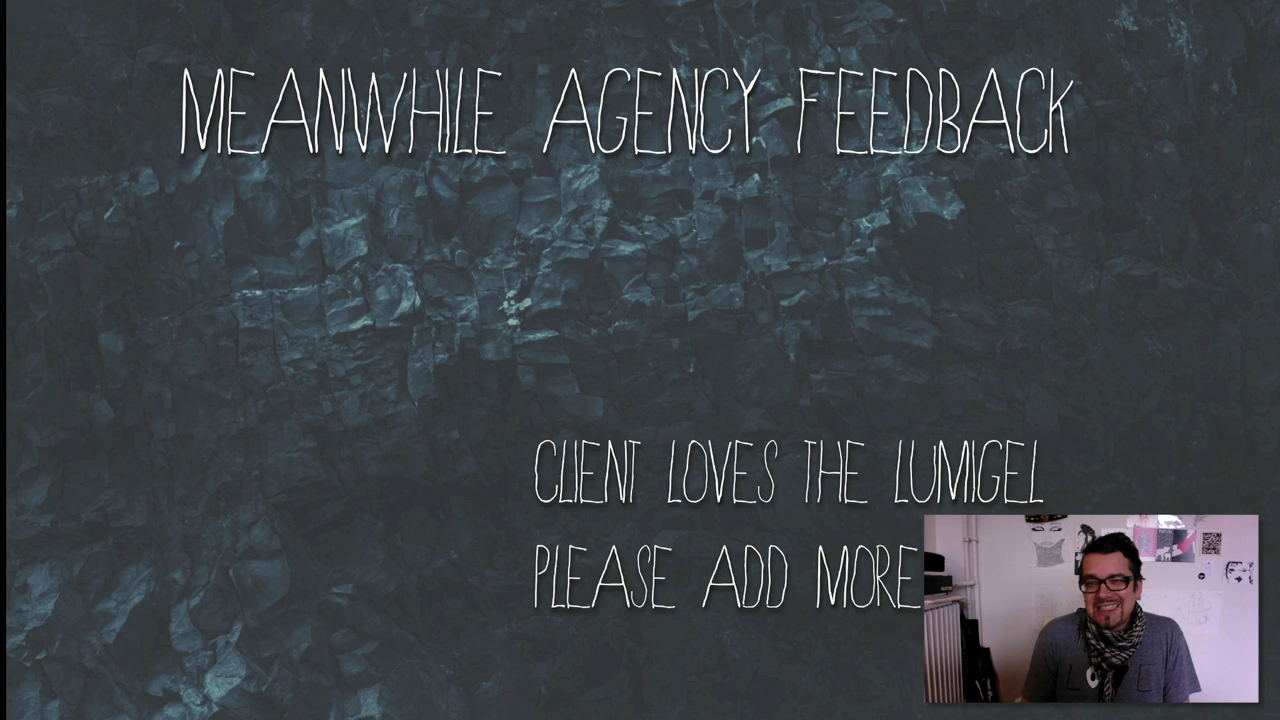 MEANWHILE AGENCY FEEDBACK
CLIENT LOVES THE LUMIGEL
PLEASE ADD MORE